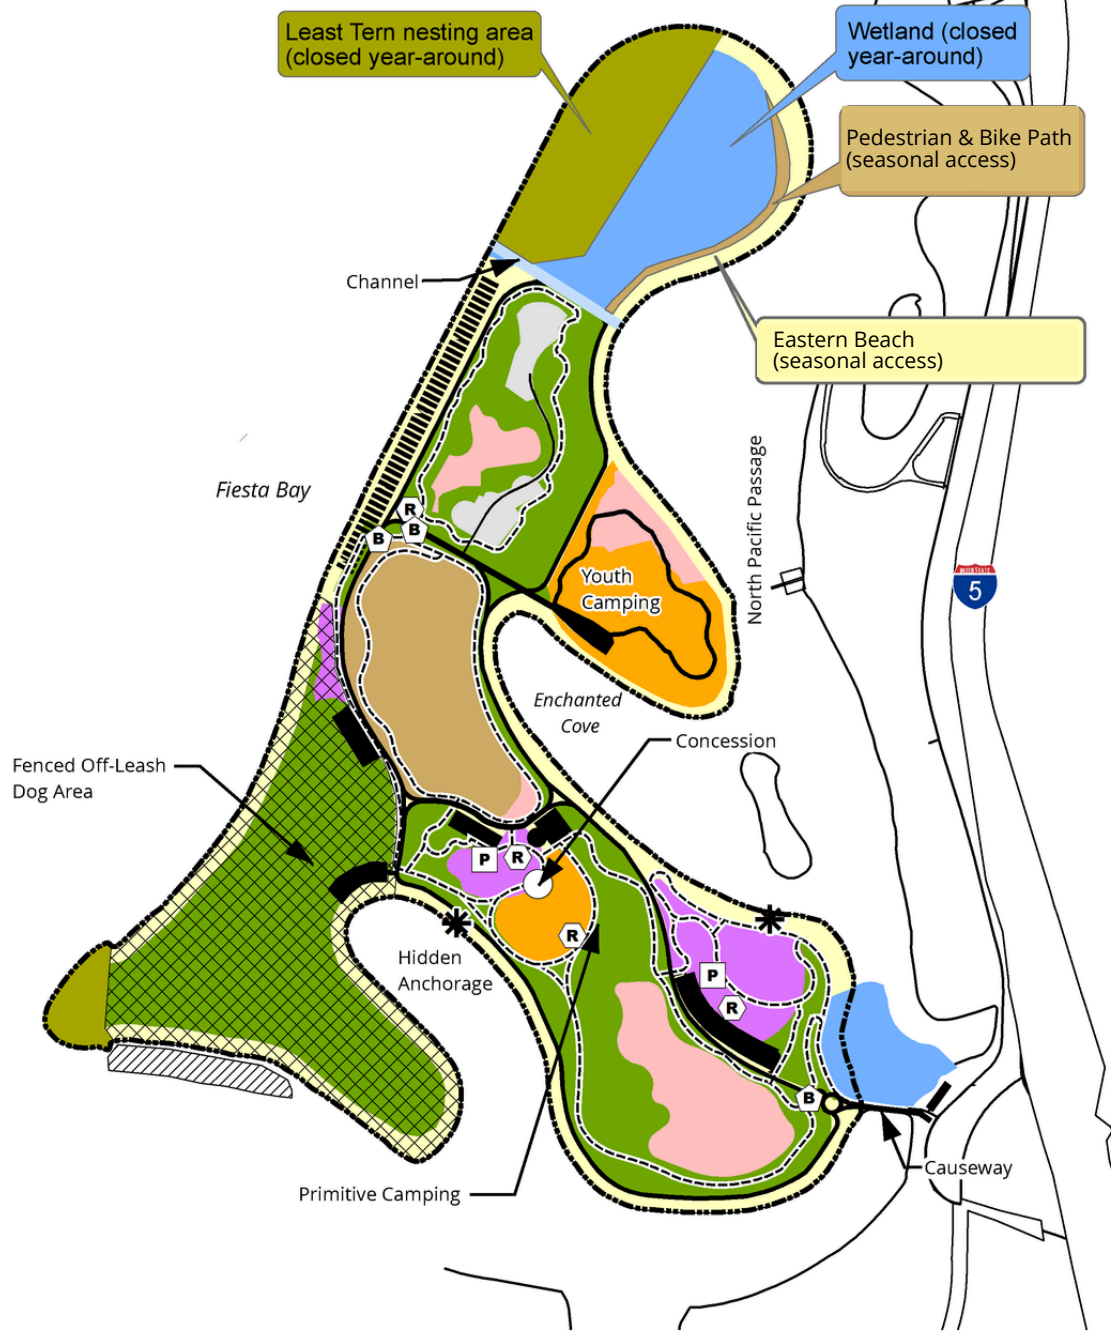 Least Tern nesting area
(closed year-around)
Wetland (closed
year-around)
Pedestrian & Bike Path
(seasonal access)
Channel
Eastern Beach
(seasonal access)
Fiesta Bay
North Pacific Passage
R
B
B
Youth
Camping
INTERSTATE
5
Enchanted
Cove
Concession
Fenced Off-Leash
Dog Area
P
R
R
Hidden
Anchorage
P
R
B
Causeway
Primitive Camping